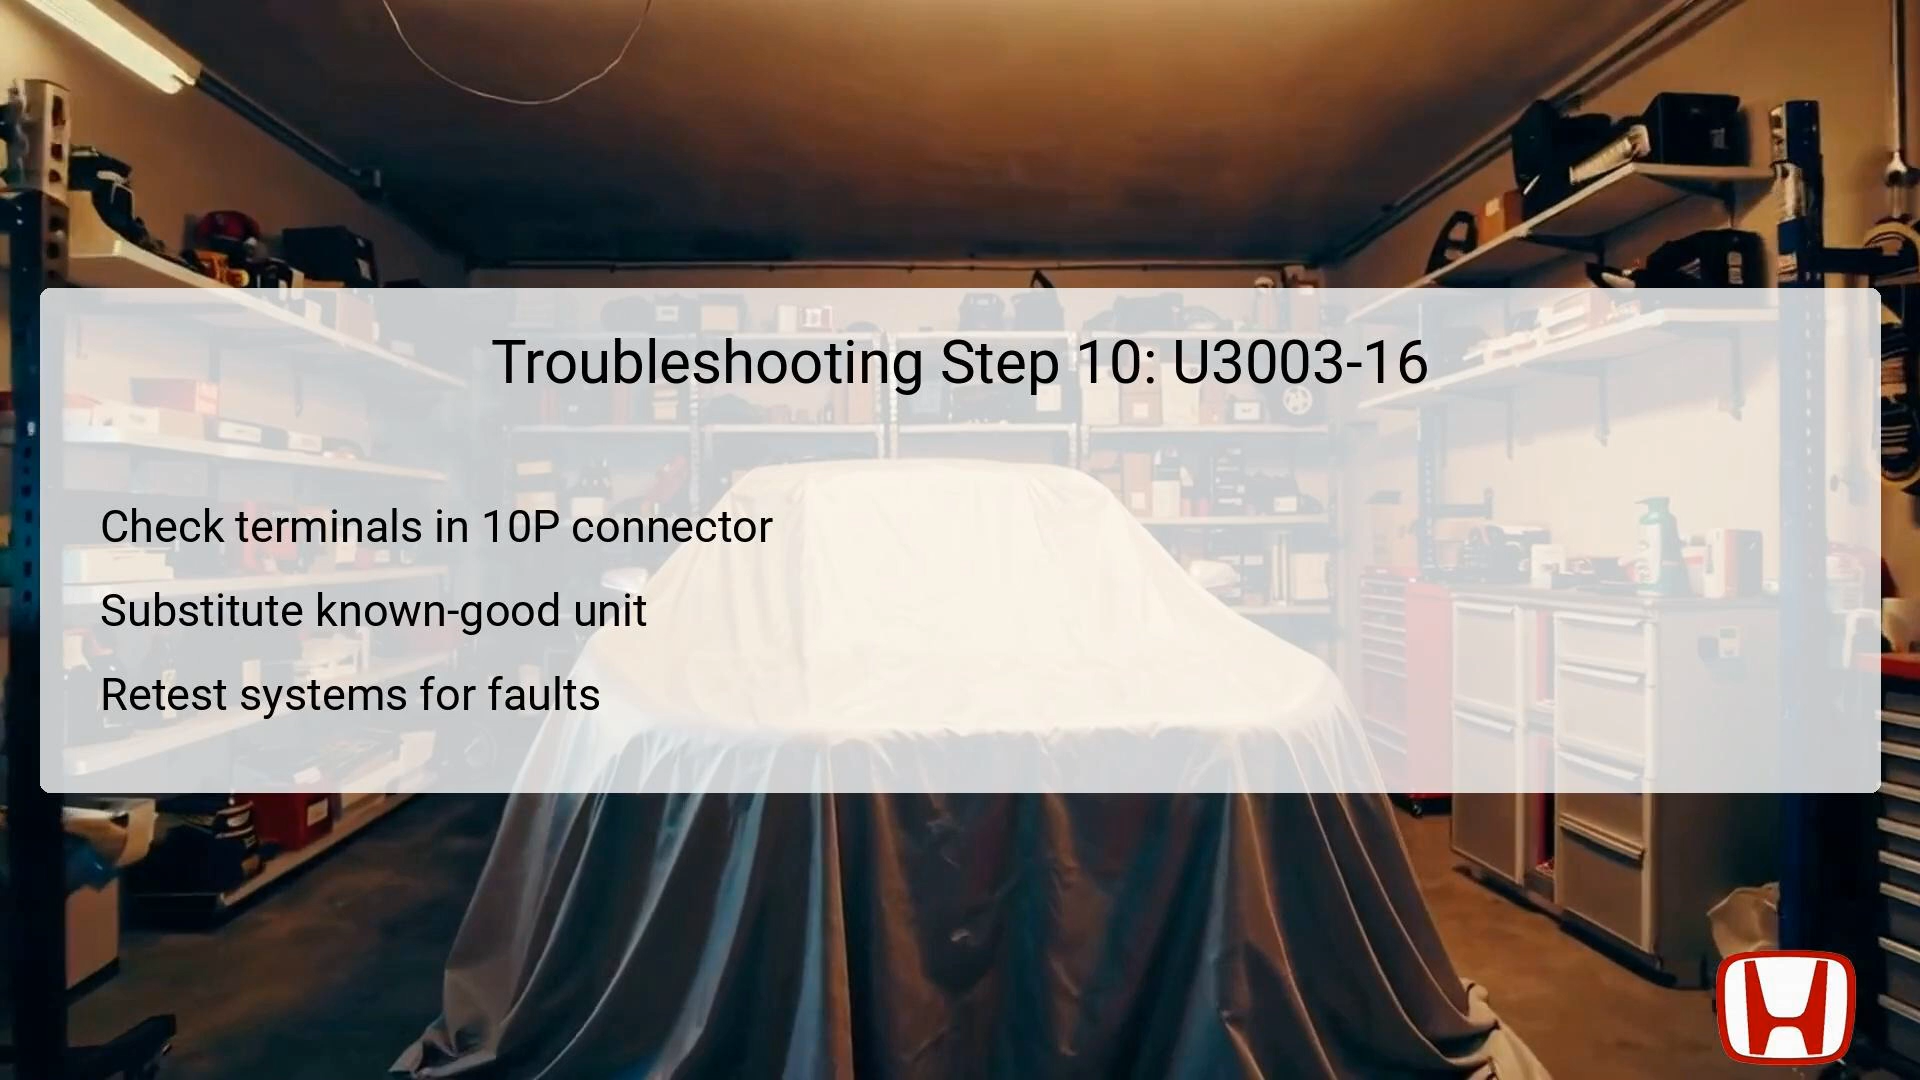 Troubleshooting Step 10: U3003-16
Check terminals in 10P connector
Substitute known-good unit
Retest systems for faults